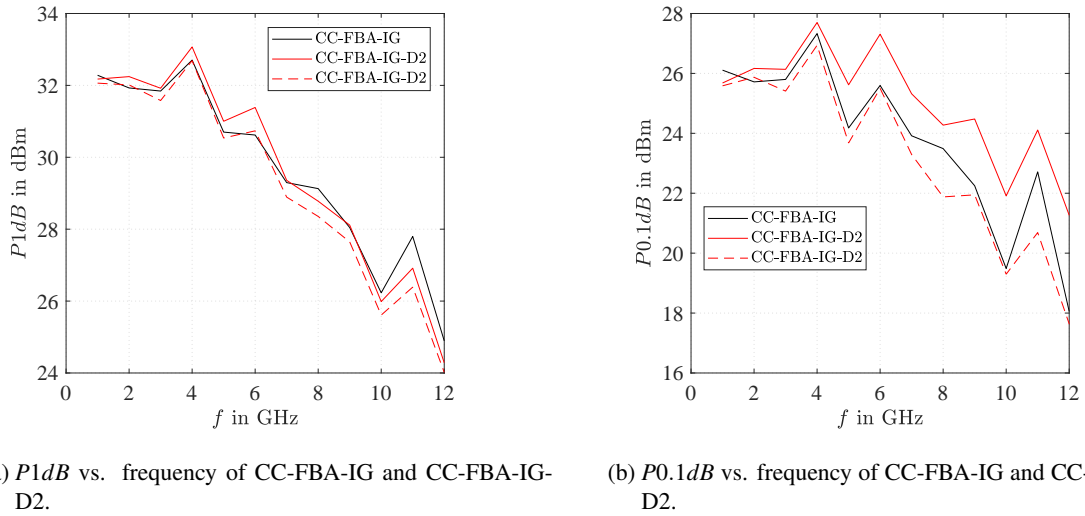 34
32
30
28
26
24
P1dB in dBm
0 2 4 6 8 10 12
f in GHz
CC-FBA-IG
CC-FBA-IG-D2
CC-FBA-IG-D2
) P1dB vs. frequency of CC-FBA-IG and CC-FBA-IG-
D2.
28
26
24
22
20
18
16
P0.1dB in dBm
0 2 4 6 8 10 12
f in GHz
CC-FBA-IG
CC-FBA-IG-D2
CC-FBA-IG-D2
(b) P0.1dB vs. frequency of CC-FBA-IG and CC-
D2.